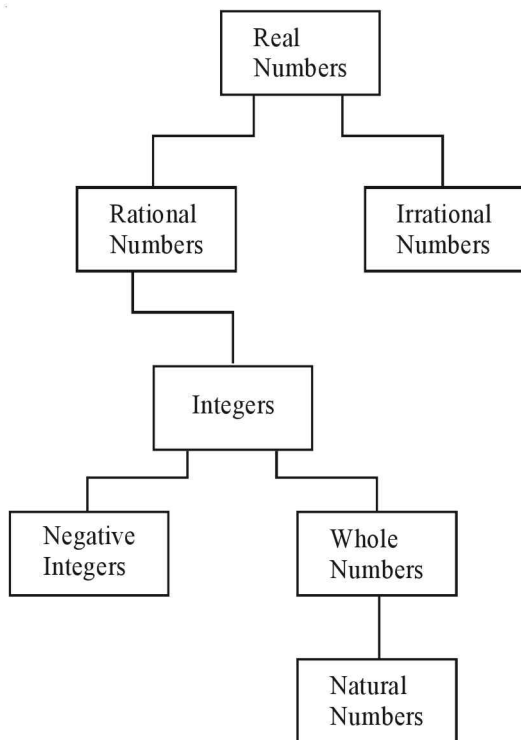 Real
Numbers
Rational
Numbers
Irrational
Numbers
Integers
Negative
Integers
Whole
Numbers
Natural
Numbers